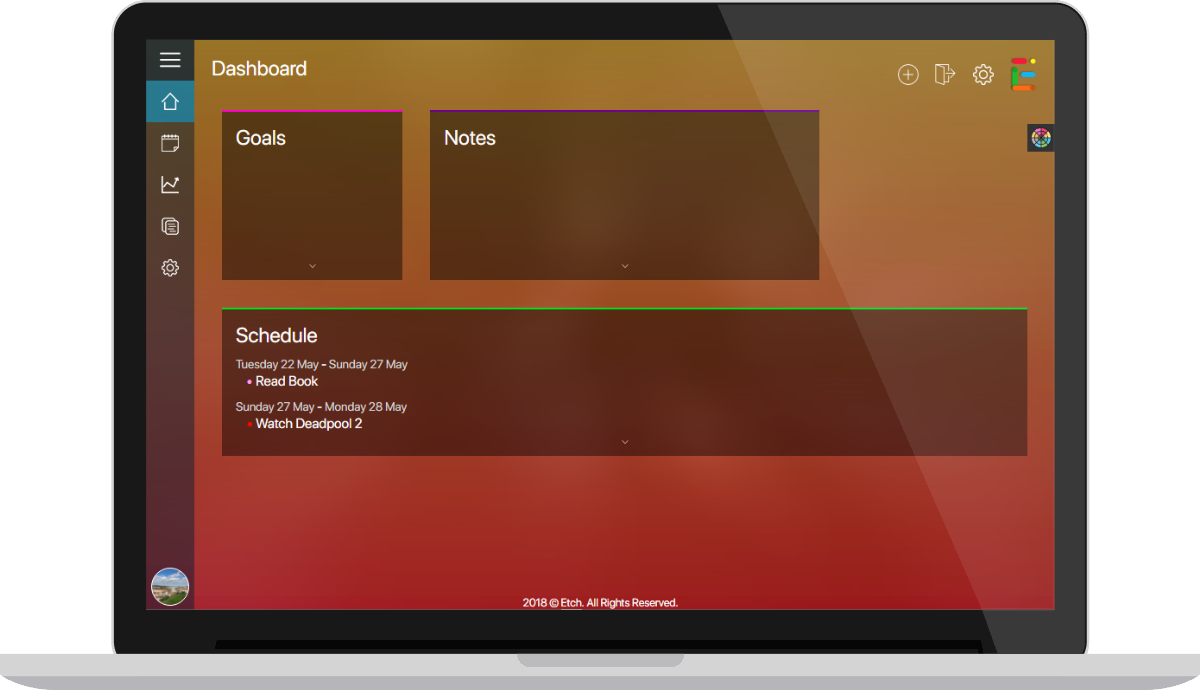 Dashboard
Goals
Notes
Schedule
Tuesday 22 May - Sunday 27 May
Read Book
Sunday 27 May - Monday 28 May
Watch Deadpool 2
2018 © Etch. All Rights Reserved.